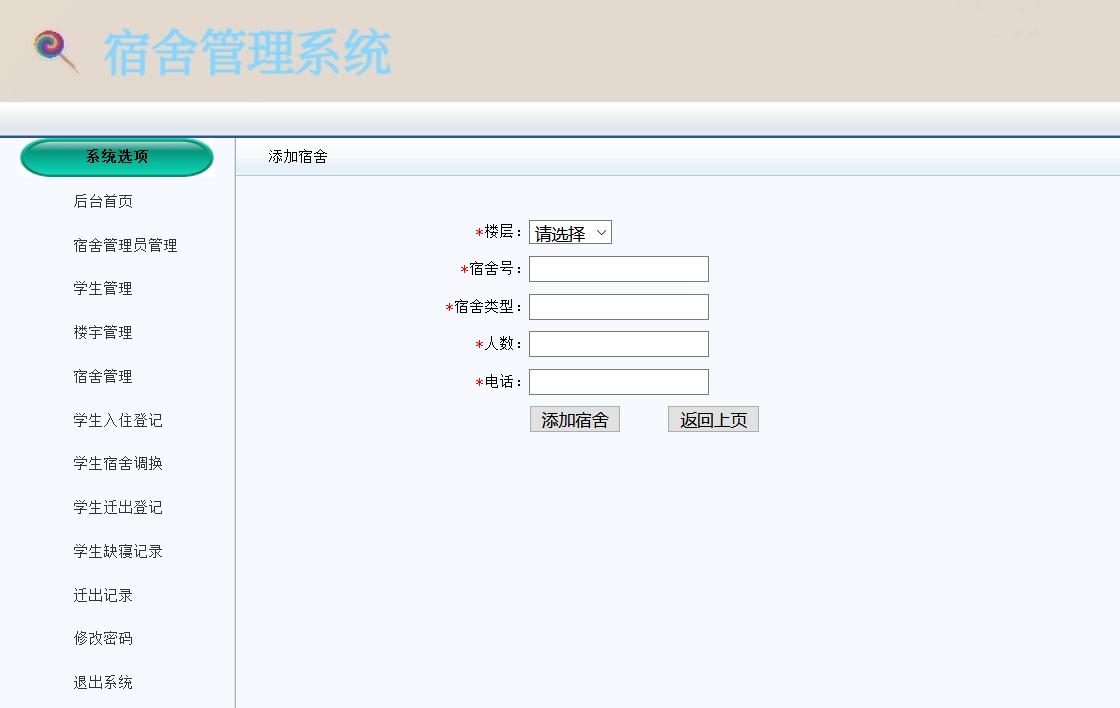 宿舍管理系统
系统选项
后台首页
宿舍管理员管理
学生管理
楼宇管理
宿舍管理
学生入住登记
学生宿舍调换
学生迁出登记
学生缺寝记录
迁出记录
修改密码
退出系统
添加宿舍
*楼层： 请选择
*宿舍号：
*宿舍类型：
*人数：
*电话：
添加宿舍 返回上页